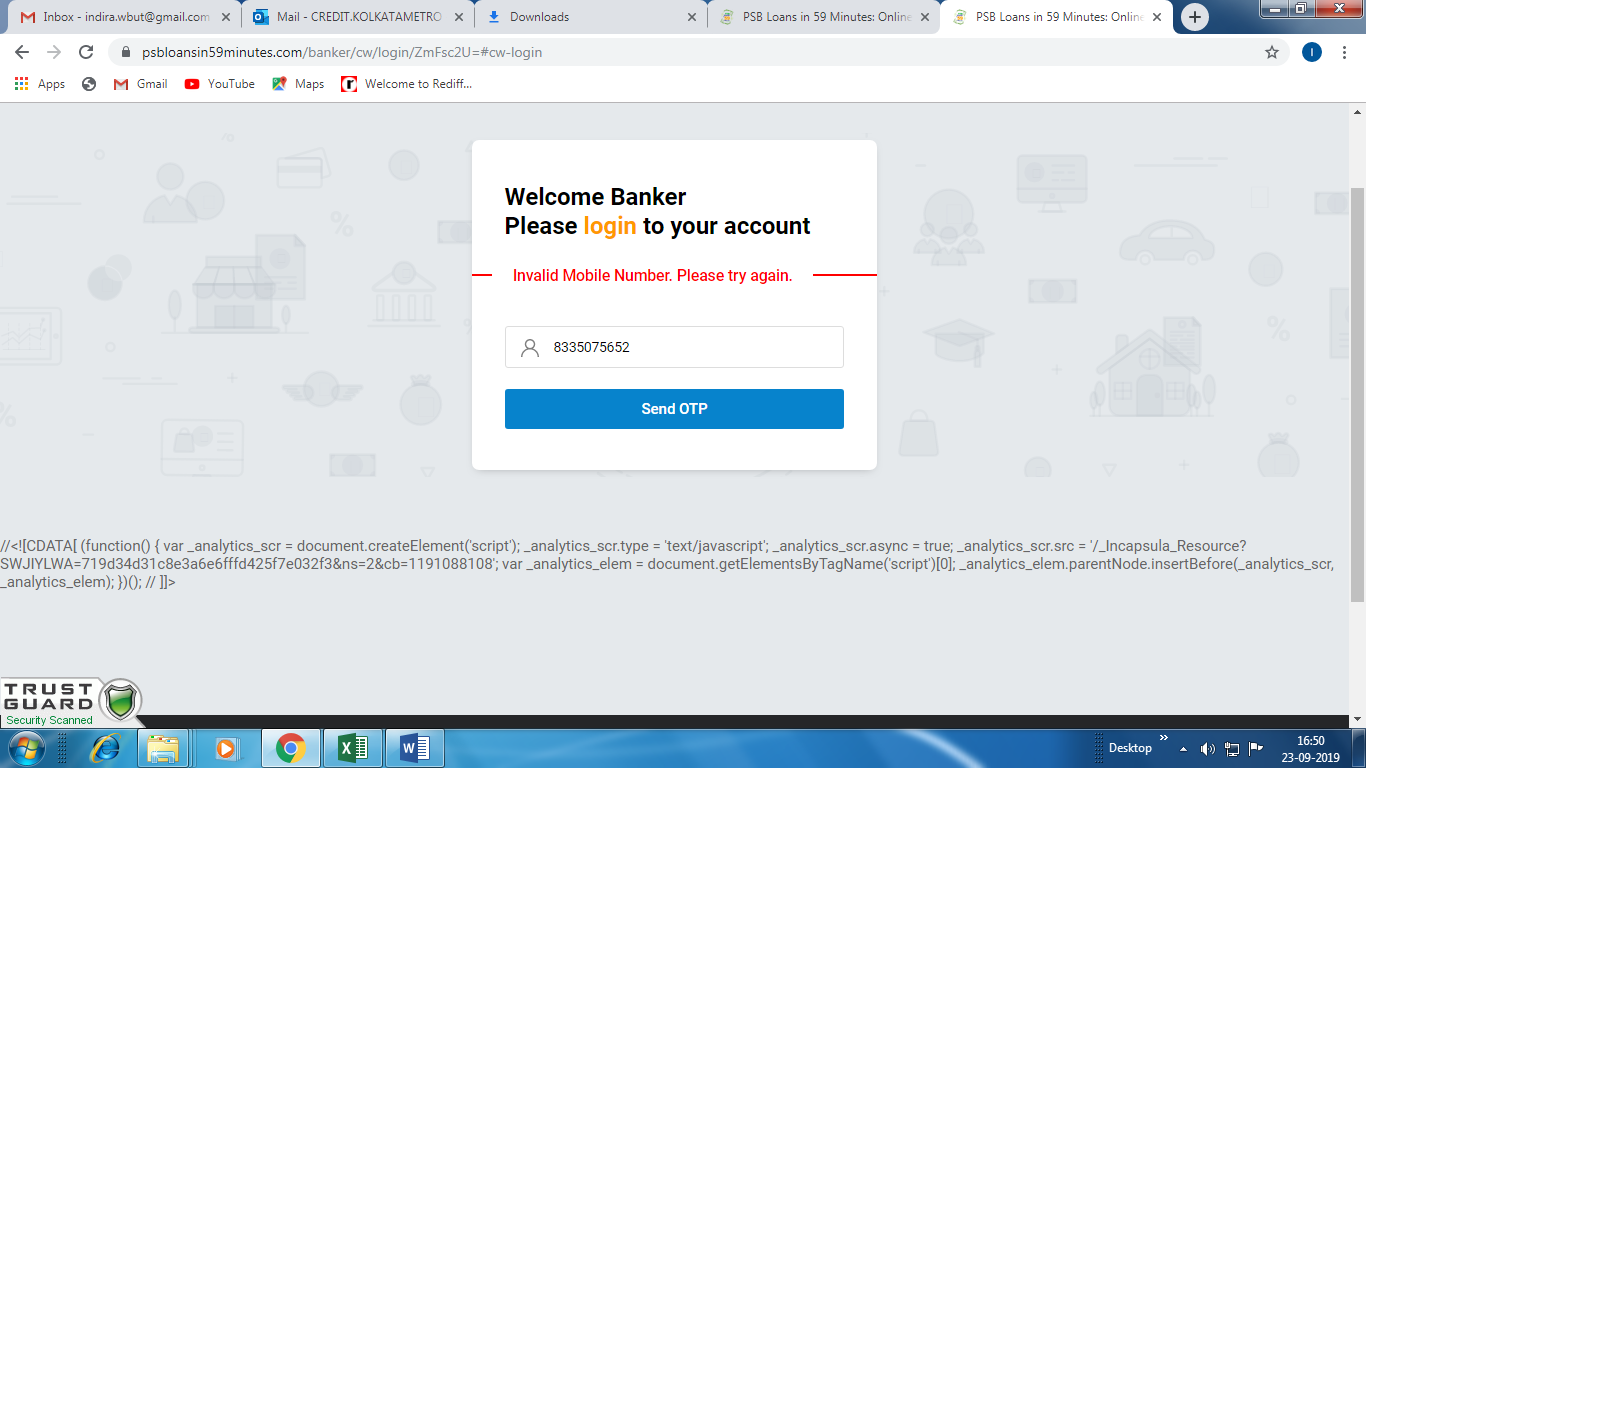 Inbox - indira.wbut@gmail.com
Mail - CREDIT.KOLKATAMETRO
Downloads
PSB Loans in 59 Minutes: Online
PSB Loans in 59 Minutes: Online
psbloansin59minutes.com/banker/cw/login/ZmFsc2U=#cw-login
I
Apps
Gmail
YouTube
Maps
Welcome to Rediff...
Welcome Banker
Please login to your account
Invalid Mobile Number. Please try again.
8335075652
Send OTP
//<![CDATA[ (function() { var _analytics_scr = document.createElement('script'); _analytics_scr.type = 'text/javascript'; _analytics_scr.async = true; _analytics_scr.src = '/_Incapsula_Resource?
SWJIYLWA=719d34d31c8e3a6e6fffd425f7e032f3&ns=2&cb=1191088108'; var _analytics_elem = document.getElementsByTagName('script')[0]; _analytics_elem.parentNode.insertBefore(_analytics_scr,
_analytics_elem); })(); // ]]>
TRUST
GUARD
Security Scanned
Desktop
16:50
23-09-2019